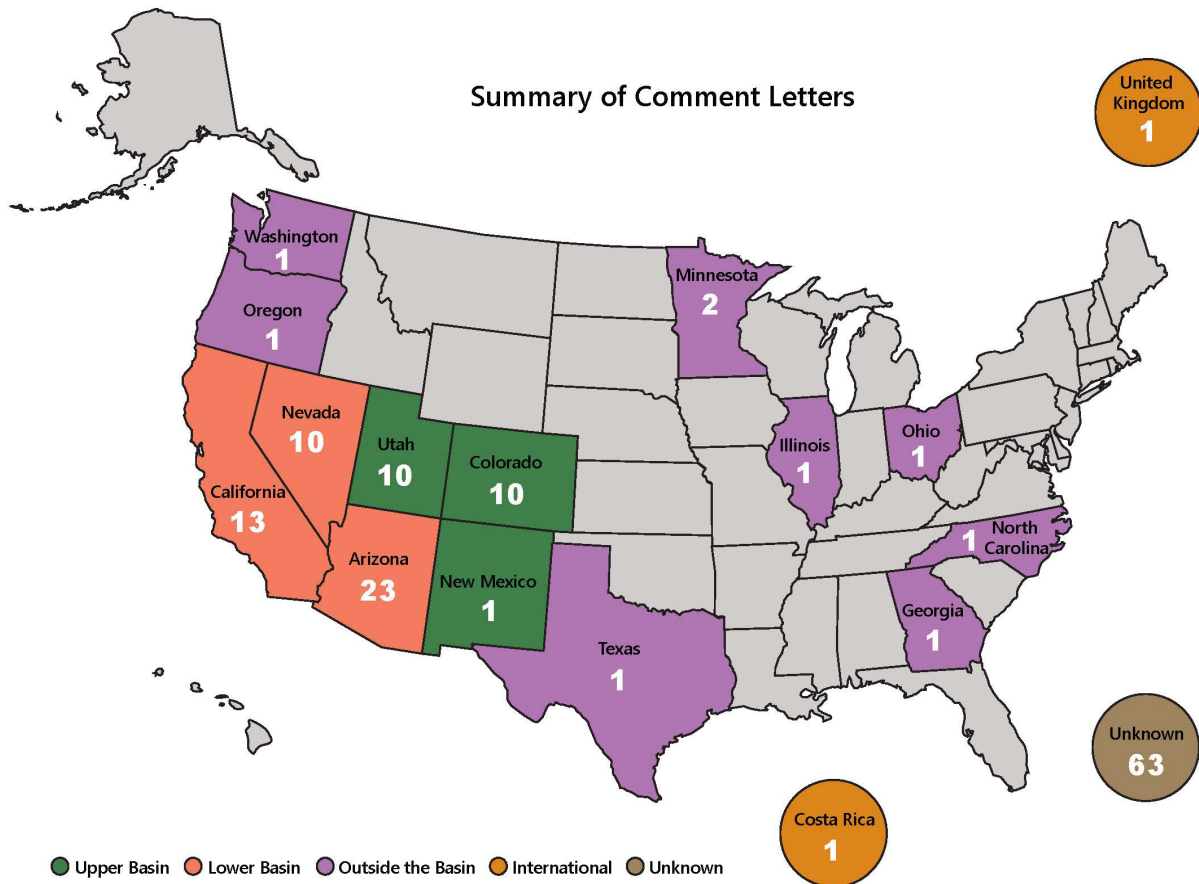 Summary of Comment Letters
United
Kingdom
1
Washington
1
Oregon
1
Minnesota
2
Nevada
10
Utah
10
Colorado
10
California
13
Arizona
23
New Mexico
1
Texas
1
Illinois
1
Ohio
1
1 North
Carolina
Georgia
1
Unknown
63
Costa Rica
1
Upper Basin Lower Basin Outside the Basin International Unknown